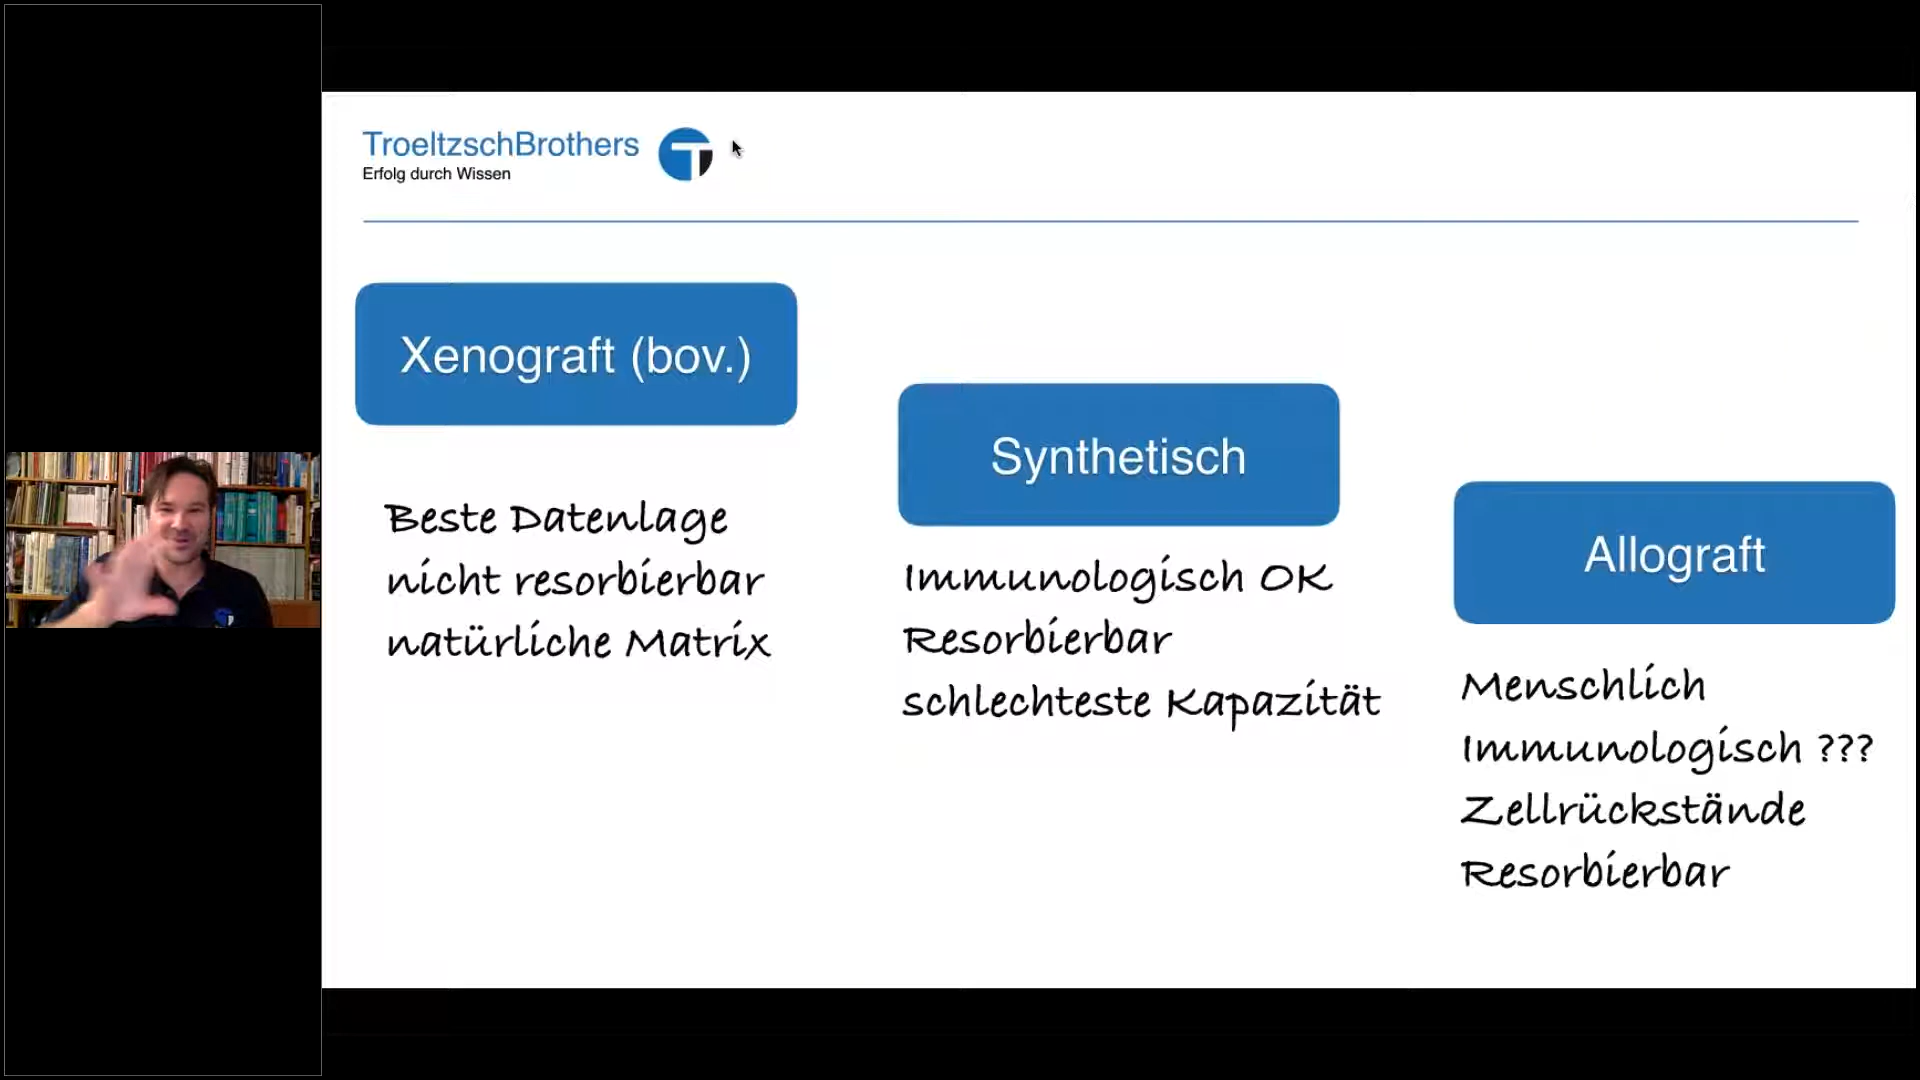 TroeltzschBrothers
Erfolg durch Wissen
Xenograft (bov.)
Beste Datenlage
nicht resorbierbar
natürliche Matrix
Synthetisch
Immunologisch OK
Resorbierbar
schlechteste Kapazität
Allograft
Menschlich
Immunologisch ???
Zellrückstände
Resorbierbar